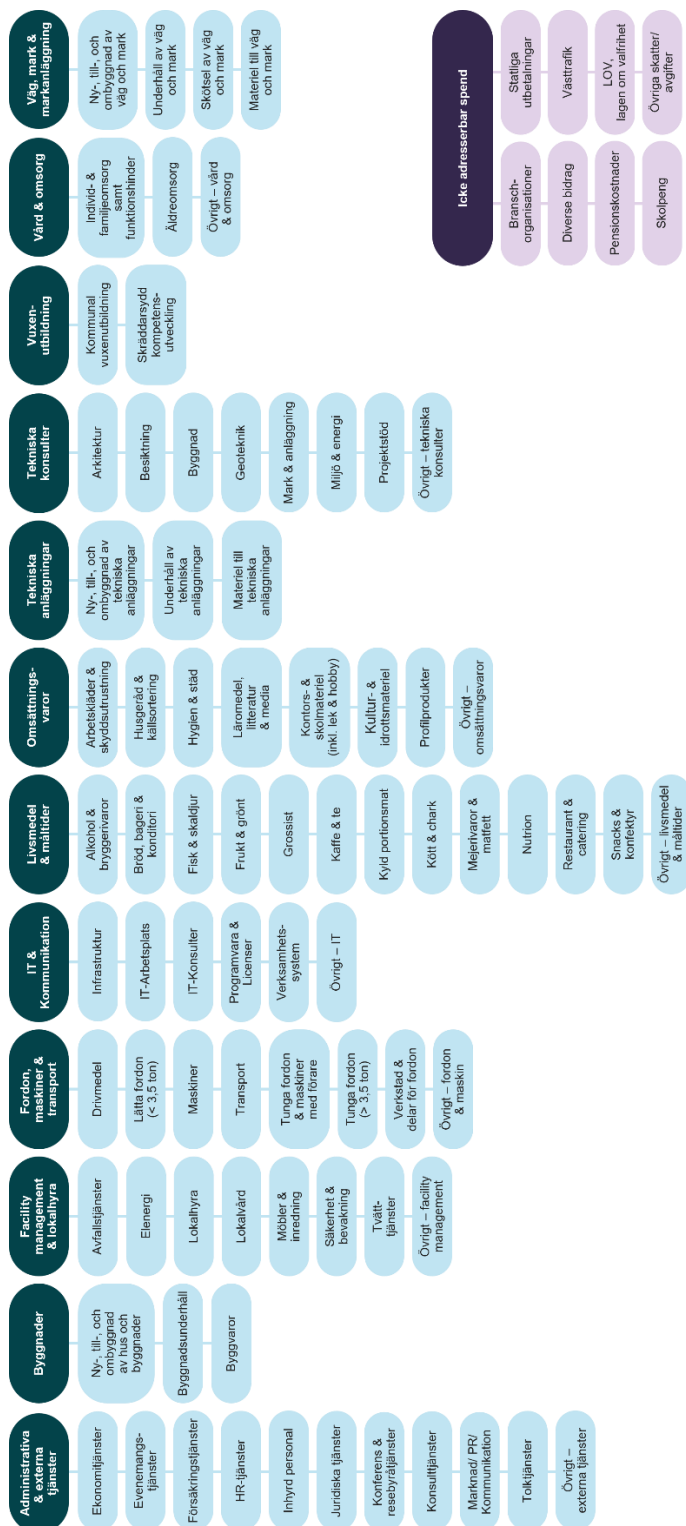 Administrativa
& externa
tjänster
Ekonomitjänster
Evenemangs-
tjänster
Försäkringstjänster
HR-tjänster
Inhyrd personal
Juridiska tjänster
Konferens &
resebyråtjänster
Konsulttjänster
Marknad/ PR/
Kommunikation
Tolktjänster
Övrigt –
externa tjänster
Byggnader
Ny-, till-, och
ombyggnad
av hus och
byggnader
Byggnadsunderhåll
Byggvaror
Facility
management
& lokalhyra
Avfallstjänster
Elenergi
Lokalhyra
Lokalvård
Möbler &
inredning
Säkerhet &
bevakning
Tvätt-
tjänster
Övrigt – facility
management
Fordon,
maskiner &
transport
Drivmedel
Lätta fordon
(< 3,5 ton)
Maskiner
Transport
Tunga fordon
& maskiner
med förare
Tunga fordon
(> 3,5 ton)
Verkstad &
delar för fordon
Övrigt – fordon
& maskin
IT &
Kommunikation
Infrastruktur
IT-Arbetsplats
IT-Konsulter
Programvara &
Licenser
Verksamhets-
system
Övrigt – IT
Livsmedel
& måltider
Alkohol &
bryggerivaror
Bröd, bageri &
konditori
Fisk & skaldjur
Frukt & grönt
Grossist
Kaffe & te
Kyld portionsmat
Kött & chark
Mejerivaror &
matfett
Nutrion
Restaurant &
catering
Snacks &
konfektyr
Övrigt – livsmedel
& måltider
Omsättnings-
varor
Arbetskläder &
skyddsutrustning
Husgeråd &
källsortering
Hygien & städ
Läromedel,
litteratur
& media
Kontors- &
skolmateriel
(inkl. lek & hobby)
Kultur- &
idrottsmateriel
Profilprodukter
Övrigt –
omsättningsvaror
Tekniska
anläggningar
Ny-, till-, och
ombyggnad av
tekniska
anläggningar
Underhåll av
tekniska
anläggningar
Materiel till
tekniska
anläggningar
Tekniska
konsulter
Arkitektur
Besiktning
Byggnad
Geoteknik
Mark & anläggning
Miljö & energi
Projektstöd
Övrigt – tekniska
konsulter
Vuxen-
utbildning
Kommunal
vuxenutbildning
Skräddarsydd
kompetens-
utveckling
Vård & omsorg
Individ- &
familjeomsorg
samt
funktionshinder
Äldreomsorg
Övrigt – vård
& omsorg
Väg, mark &
markanläggning
Ny-, till-, och
ombyggnad av
väg och mark
Underhåll av väg
och mark
Skötsel av väg
och mark
Materiel till väg
och mark
Icke adresserbar spend
Bransch-
organisationer
Diverse bidrag
Pensionskostnader
Skolpeng
Statliga
utbetalningar
Västtrafik
LOV,
lagen om valfrihet
Övriga skatter/
avgifter